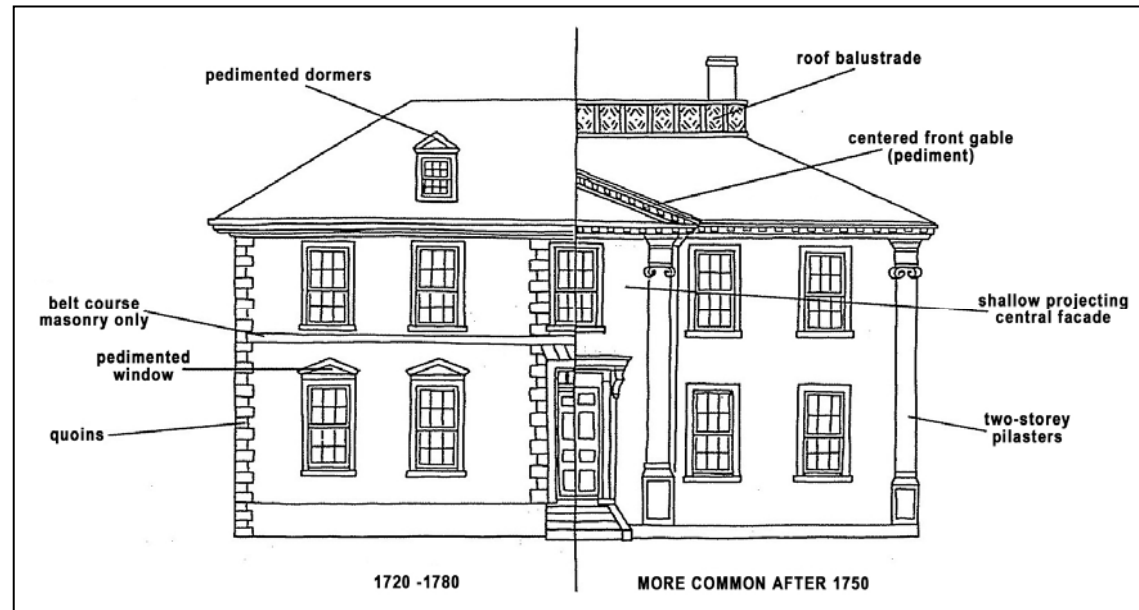 pedimented dormers
belt course
masonry only
pedimented
window
quoins
1720 -1780
roof balustrade
centered front gable
(pediment)
shallow projecting
central facade
two-storey
pilasters
MORE COMMON AFTER 1750